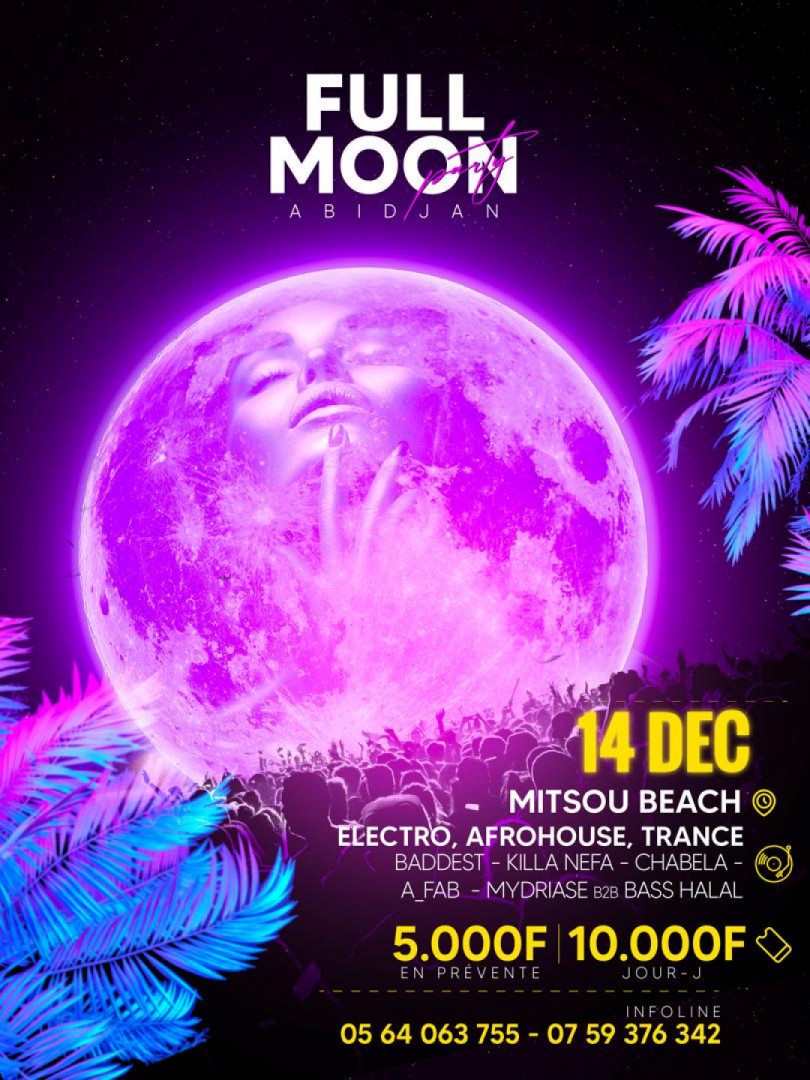 FULL
MOON
party
ABIDJAN
14 DEC
MITSOU BEACH
ELECTRO, AFROHOUSE, TRANCE
BADDEST - KILLA NEFA - CHABELA -
A_FAB - MYDRIASE B2B BASS HALAL
5.000F | 10.000F
EN PRÉVENTE JOUR-J
INFOLINE
05 64 063 755 - 07 59 376 342